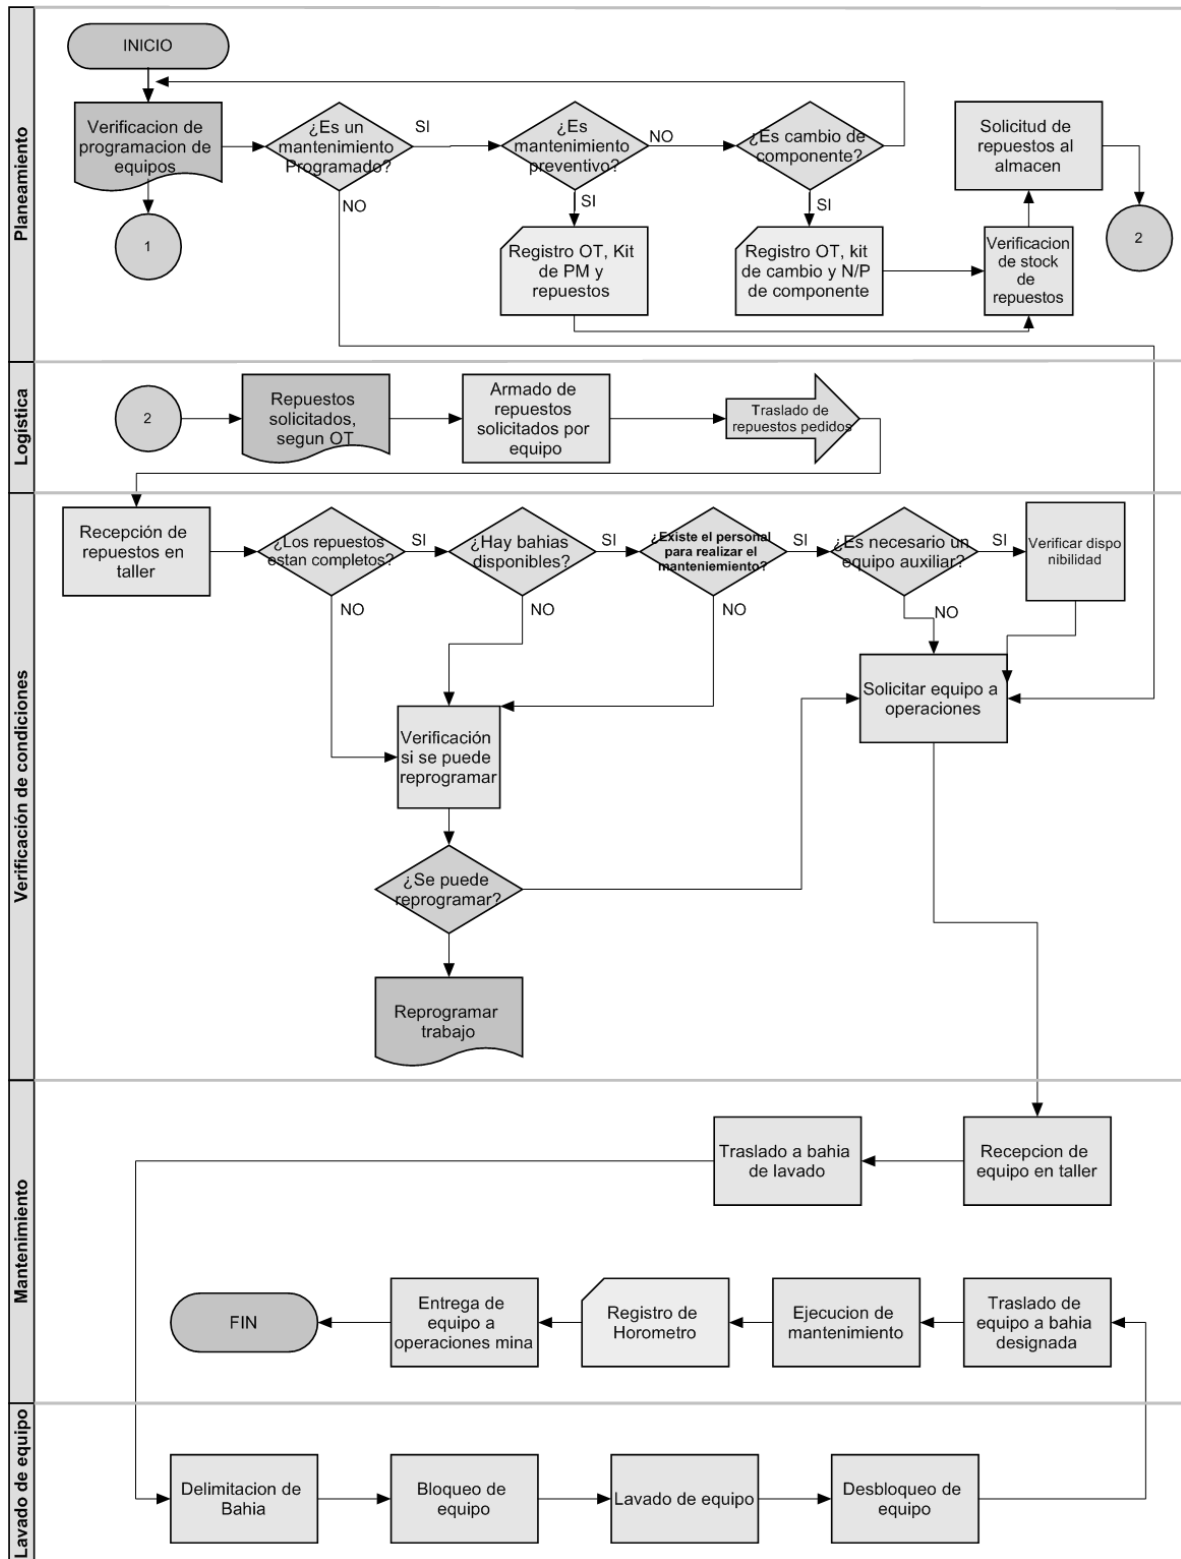 Planeamiento
INICIO
Verificacion de
programacion de
equipos
1
¿Es un
mantenimiento
Programado?
SI
NO
¿Es
mantenimiento
preventivo?
NO
SI
¿Es cambio de
componente?
SI
Solicitud de
repuestos al
almacen
2
Registro OT, Kit
de PM y
repuestos
Registro OT, kit
de cambio y N/P
de componente
Verificacion
de stock
de
repuestos
Logística
2
Repuestos
solicitados,
segun OT
Armado de
repuestos
solicitados por
equipo
Traslado de
repuestos pedidos
Verificación de condiciones
Recepción de
repuestos en
taller
¿Los repuestos
estan completos?
SI
NO
¿Hay bahias
disponibles?
SI
NO
¿Existe el personal
para realizar el
manteniemiento?
SI
NO
¿Es necesario un
equipo auxiliar?
SI
NO
Verificar dispo
nibilidad
Solicitar equipo a
operaciones
Verificación
si se puede
reprogramar
¿Se puede
reprogramar?
Reprogramar
trabajo
Mantenimiento
Traslado a bahia
de lavado
Recepcion de
equipo en taller
FIN
Entrega de
equipo a
operaciones mina
Registro de
Horometro
Ejecucion de
mantenimiento
Traslado de
equipo a bahia
designada
Lavado de equipo
Delimitacion de
Bahia
Bloqueo de
equipo
Lavado de equipo
Desbloqueo de
equipo